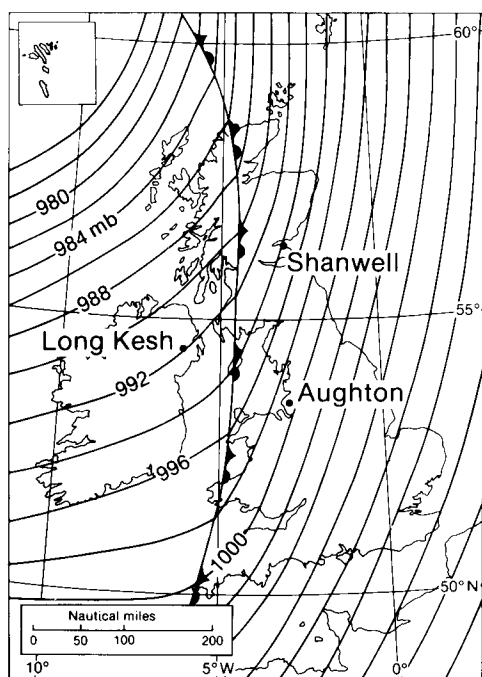 60°
980
984 mb
Shanwell
988
55°
Long Kesh
992
Aughton
996
1000
50°N
Nautical miles
0 50 100 200
10° 5°W 0°